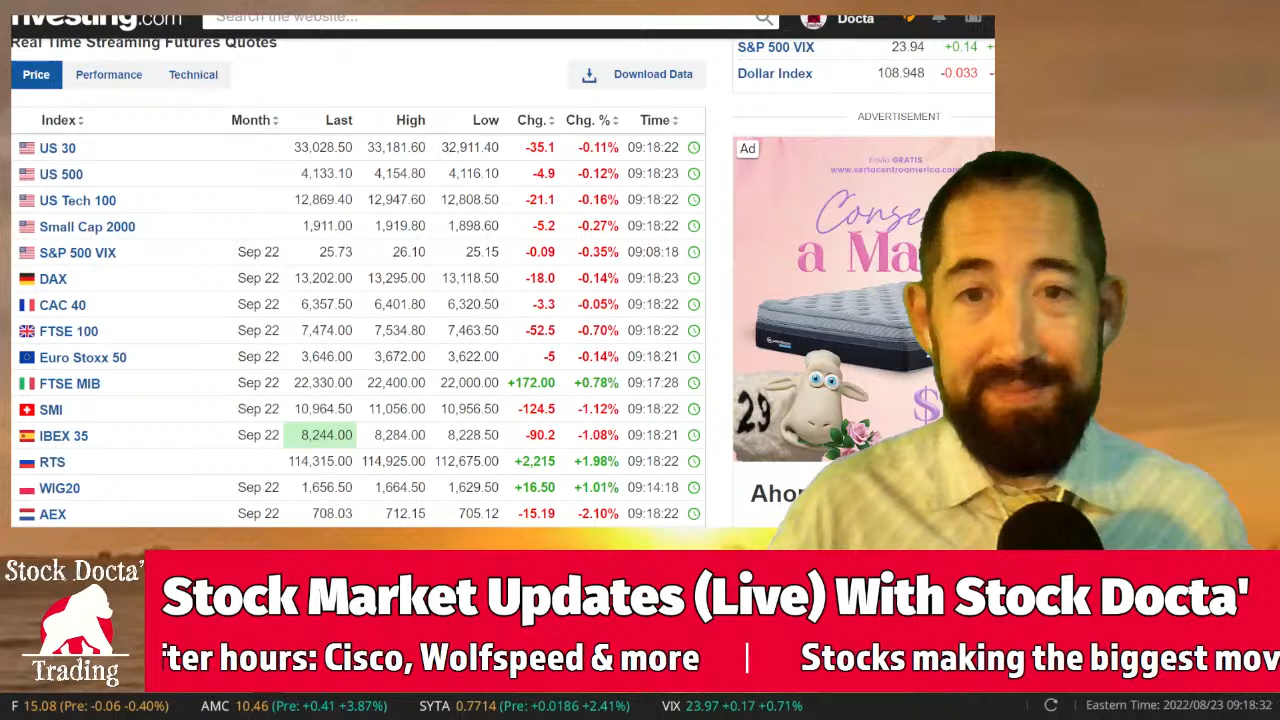 nvesting.com
Search the website...
Docta
Real Time Streaming Futures Quotes
Price Performance Technical Download Data
Index Month Last High Low Chg. Chg. % Time
US 30 33,028.50 33,181.60 32,911.40 -35.1 -0.11% 09:18:22
US 500 4,133.10 4,154.80 4,116.10 -4.9 -0.12% 09:18:23
US Tech 100 12,869.40 12,947.60 12,808.50 -21.1 -0.16% 09:18:22
Small Cap 2000 1,911.00 1,919.80 1,898.60 -5.2 -0.27% 09:18:22
S&P 500 VIX Sep 22 25.73 26.10 25.15 -0.09 -0.35% 09:08:18
DAX Sep 22 13,202.00 13,295.00 13,118.50 -18.0 -0.14% 09:18:23
CAC 40 Sep 22 6,357.50 6,401.80 6,320.50 -3.3 -0.05% 09:18:22
FTSE 100 Sep 22 7,474.00 7,534.80 7,463.50 -52.5 -0.70% 09:18:22
Euro Stoxx 50 Sep 22 3,646.00 3,672.00 3,622.00 -5 -0.14% 09:18:21
FTSE MIB Sep 22 22,330.00 22,400.00 22,000.00 +172.00 +0.78% 09:17:28
SMI Sep 22 10,964.50 11,056.00 10,956.50 -124.5 -1.12% 09:18:22
IBEX 35 Sep 22 8,244.00 8,284.00 8,228.50 -90.2 -1.08% 09:18:21
RTS 114,315.00 114,925.00 112,675.00 +2,215 +1.98% 09:18:22
WIG20 Sep 22 1,656.50 1,664.50 1,629.50 +16.50 +1.01% 09:14:18
AEX Sep 22 708.03 712.15 705.12 -15.19 -2.10% 09:18:22
S&P 500 VIX 23.94 +0.14 +
Dollar Index 108.948 -0.033 -
ADVERTISEMENT
Ad
Envío GRATIS
www.sertacentroamerica.com
Conse
a Ma
29
$
Aho
Stock Docta'
Trading
Stock Market Updates (Live) With Stock Docta'
ter hours: Cisco, Wolfspeed & more | Stocks making the biggest mov
F 15.08 (Pre: -0.06 -0.40%) AMC 10.46 (Pre: +0.41 +3.87%) SYTA 0.7714 (Pre: +0.0186 +2.41%) VIX 23.97 +0.17 +0.71% Eastern Time: 2022/08/23 09:18:32